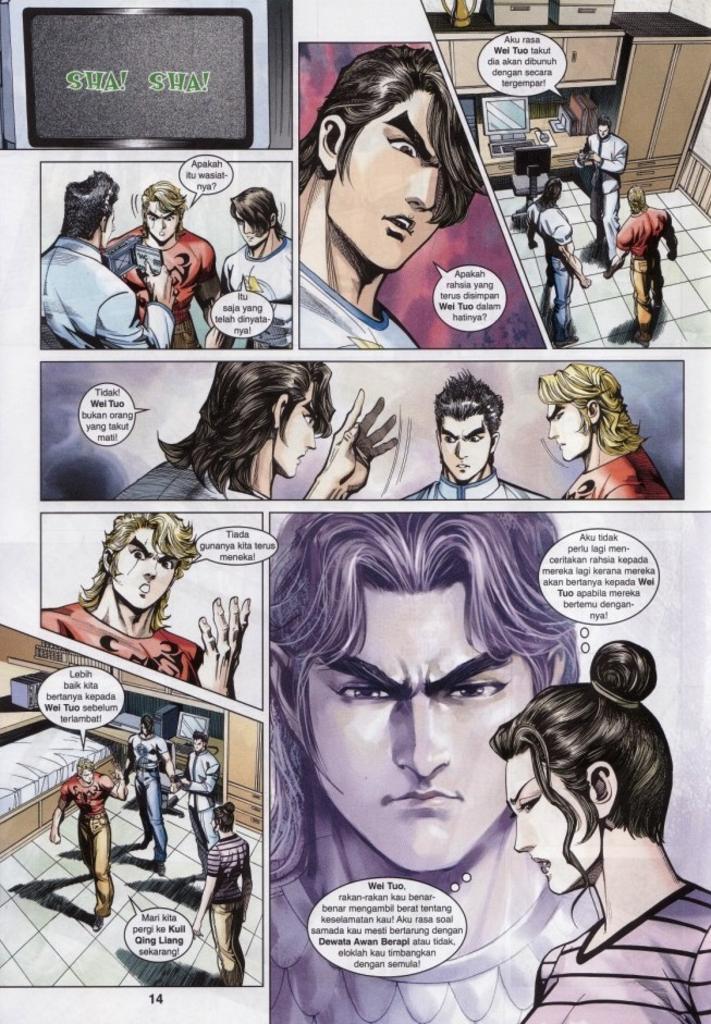 SHA! SHA!
Apakah
itu wasiat-
nya?
Itu
saja yang
telah dinyata-
nya!
Apakah
rahsia yang
terus disimpan
Wei Tuo dalam
hatinya?
Aku rasa
Wei Tuo takut
dia akan dibunuh
dengan secara
tergempar!
Tidak!
Wei Tuo
bukan orang
yang takut
mati!
Tiada
gunanya kita terus
meneka!
Lebih
baik kita
bertanya kepada
Wei Tuo sebelum
terlambat!
Mari kita
pergi ke Kuil
Qing Liang
sekarang!
Aku tidak
perlu lagi men-
ceritakan rahsia kepada
mereka lagi kerana mereka
akan bertanya kepada Wei
Tuo apabila mereka
bertemu dengan-
nya!
Wei Tuo,
rakan-rakan kau benar-
benar mengambil berat tentang
keselamatan kau! Aku rasa soal
samada kau harus bertarung dengan
Dewata Awan Berapi atau tidak,
eloklah kau timbangkan
dengan semula!
14